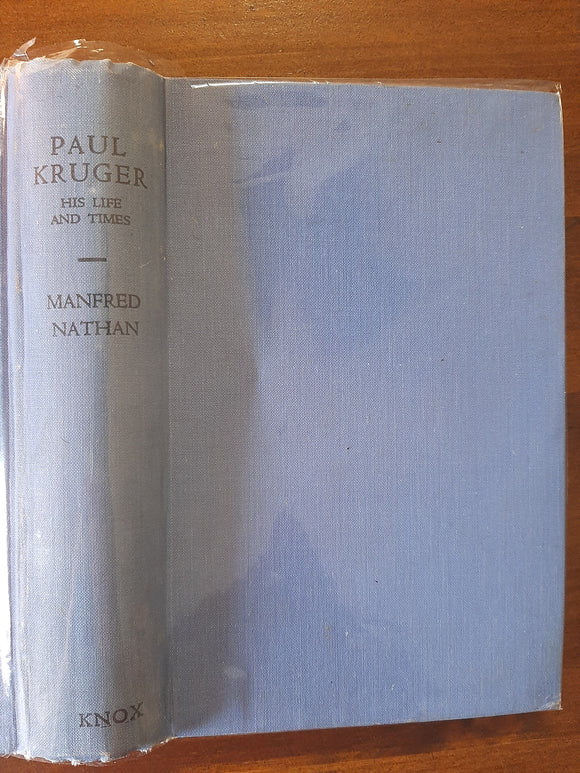 PAUL
KRUGER
HIS LIFE
AND TIMES
MANFRED
NATHAN
KNOX